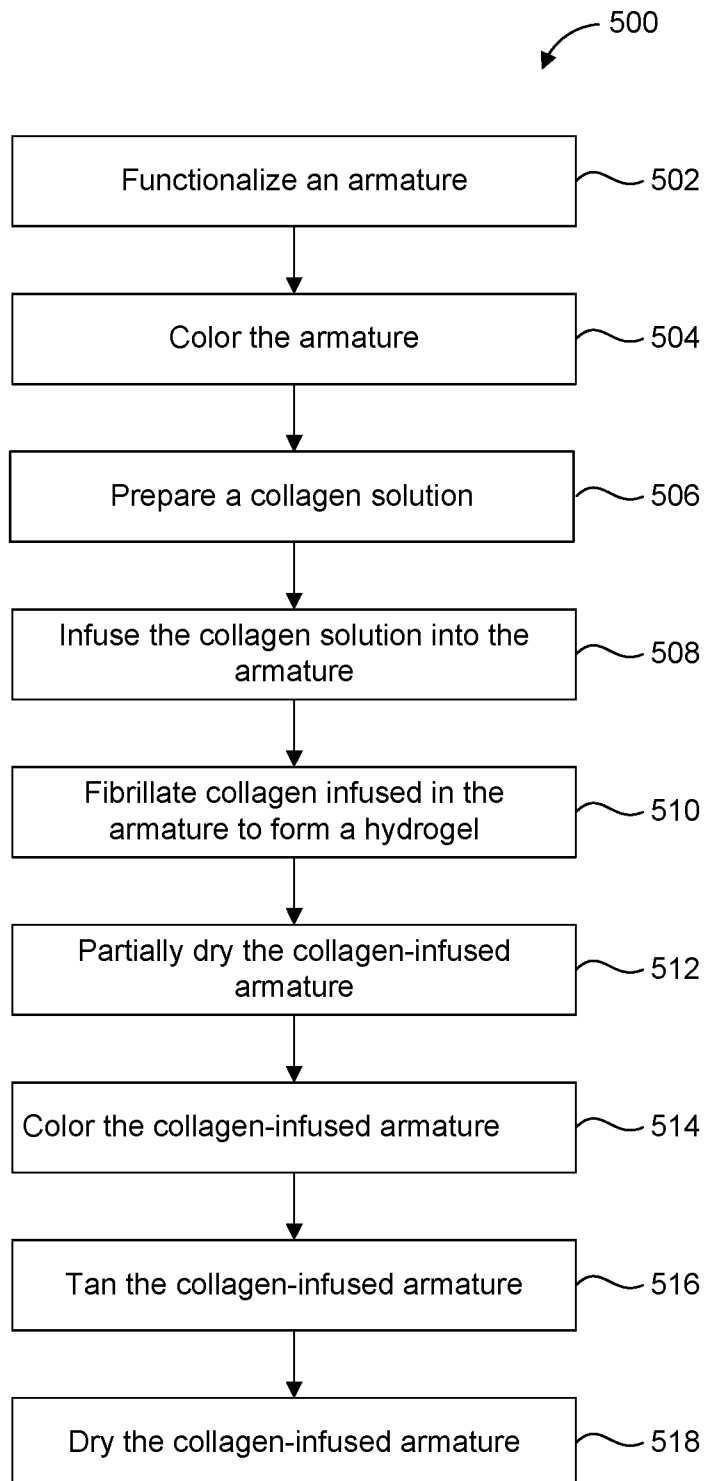 500
Functionalize an armature
502
Color the armature
504
Prepare a collagen solution
506
Infuse the collagen solution into the
armature
508
Fibrillate collagen infused in the
armature to form a hydrogel
510
Partially dry the collagen-infused
armature
512
Color the collagen-infused armature
514
Tan the collagen-infused armature
516
Dry the collagen-infused armature
518